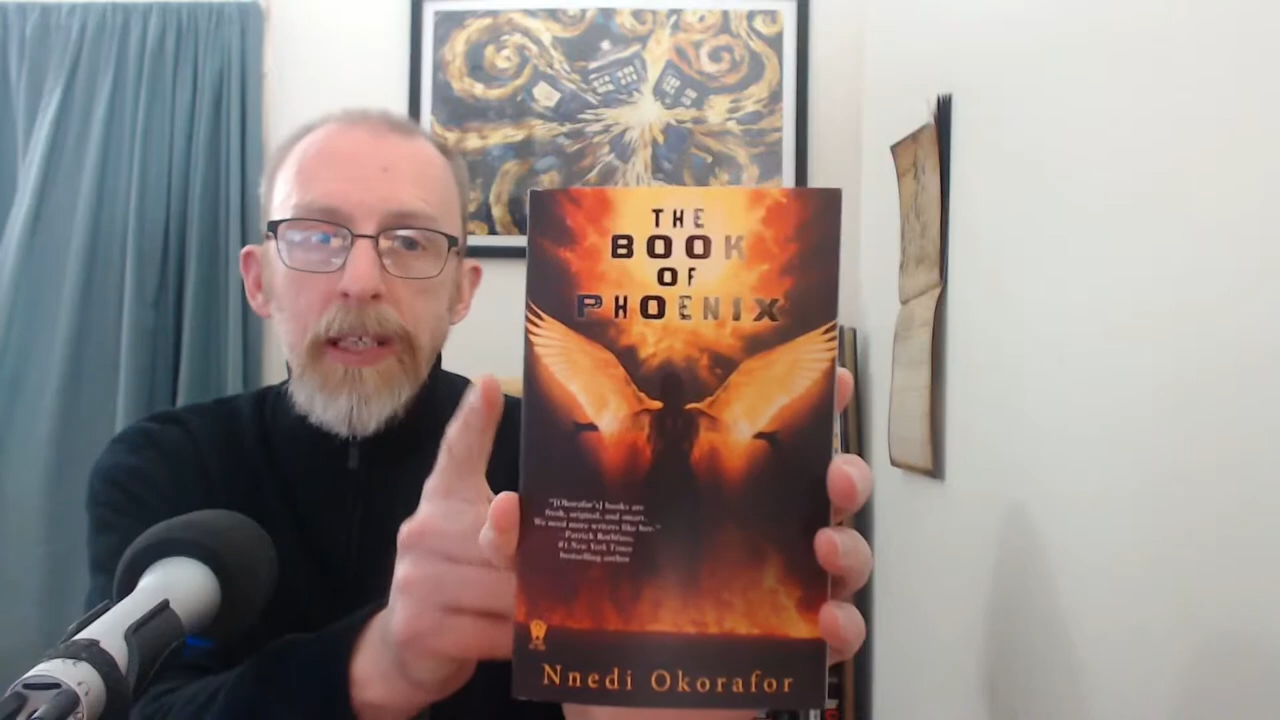 THE
BOOK
OF
PHOENIX
"[Okorafor's] books are
fresh, original, and smart.
We need more writers like her."
—Patrick Rothfuss,
#1 New York Times
bestselling author
Nnedi Okorafor